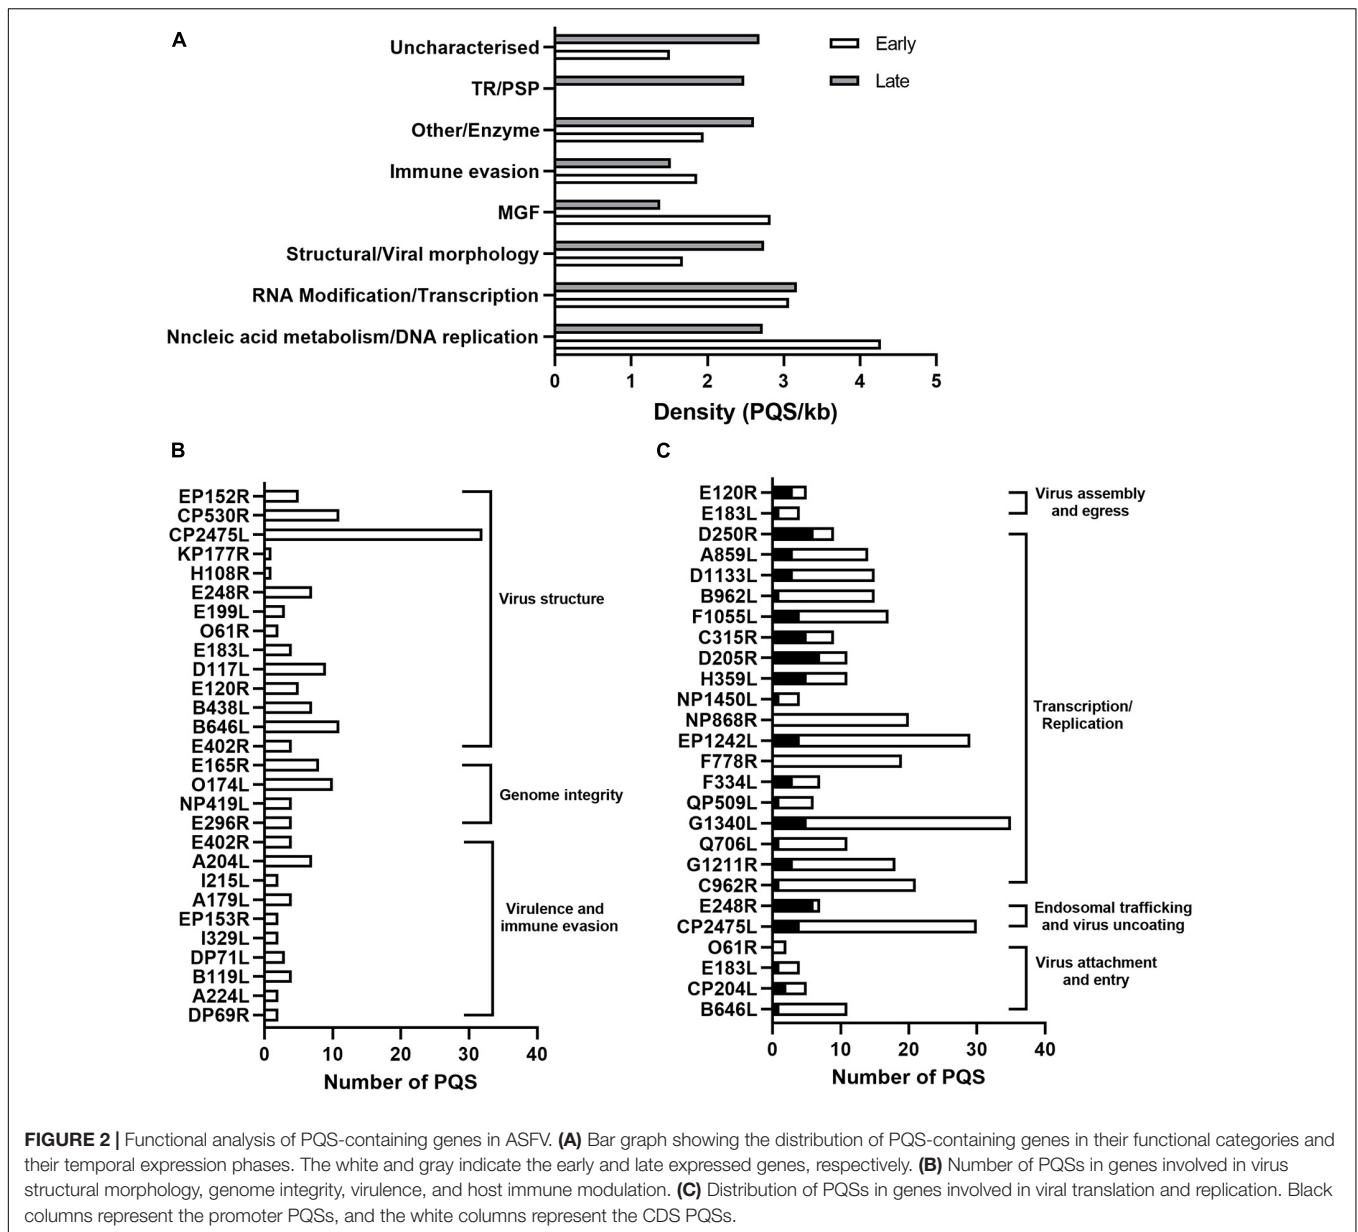 A
Uncharacterised
TR/PSP
Other/Enzyme
Immune evasion
MGF
Structural/Viral morphology
RNA Modification/Transcription
Nncleic acid metabolism/DNA replication
Early
Late
0 1 2 3 4 5
Density (PQS/kb)
B
EP152R
CP530R
CP2475L
KP177R
H108R
E248R
E199L
O61R
E183L
D117L
E120R
B438L
B646L
E402R
E165R
O174L
NP419L
E296R
E402R
A204L
I215L
A179L
EP153R
I329L
DP71L
B119L
A224L
DP69R
Virus structure
Genome integrity
Virulence and
immune evasion
0 10 20 30 40
Number of PQS
C
E120R
E183L
D250R
A859L
D1133L
B962L
F1055L
C315R
D205R
H359L
NP1450L
NP868R
EP1242L
F778R
F334L
QP509L
G1340L
Q706L
G1211R
C962R
E248R
CP2475L
O61R
E183L
CP204L
B646L
Virus assembly
and egress
Transcription/
Replication
Endosomal trafficking
and virus uncoating
Virus attachment
and entry
0 10 20 30 40
Number of PQS
FIGURE 2 | Functional analysis of PQS-containing genes in ASFV. (A) Bar graph showing the distribution of PQS-containing genes in their functional categories and
their temporal expression phases. The white and gray indicate the early and late expressed genes, respectively. (B) Number of PQSs in genes involved in virus
structural morphology, genome integrity, virulence, and host immune modulation. (C) Distribution of PQSs in genes involved in viral translation and replication. Black
columns represent the promoter PQSs, and the white columns represent the CDS PQSs.